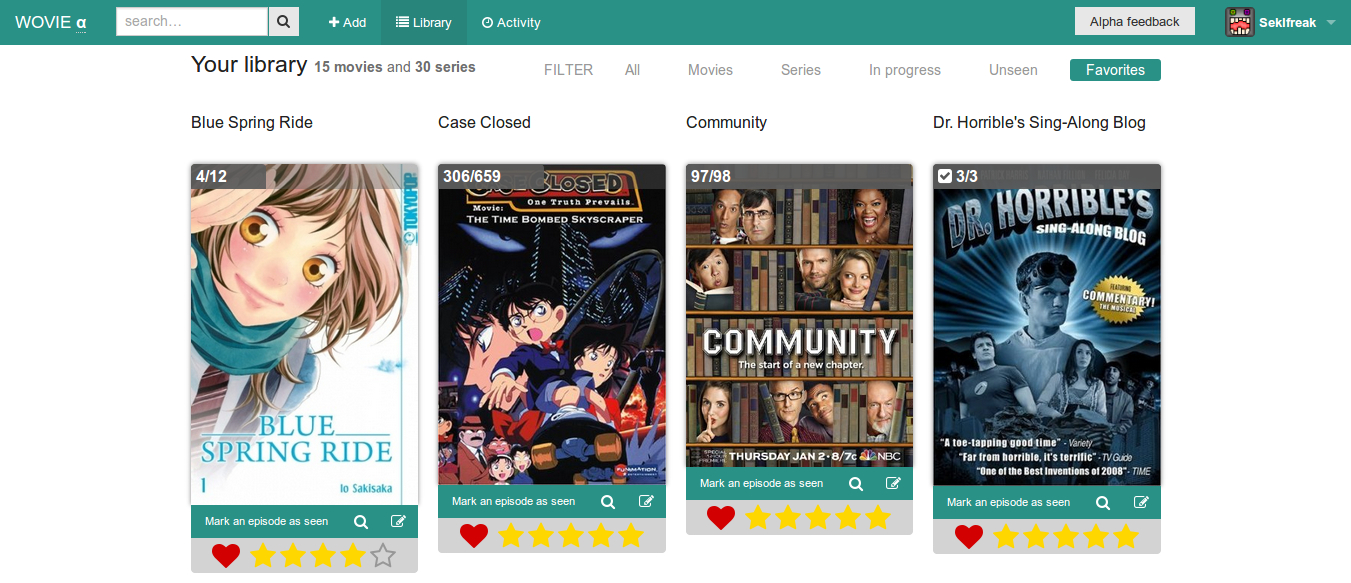 WOVIE α search... + Add Library Activity Alpha feedback Seklfreak
Your library 15 movies and 30 series FILTER All Movies Series In progress Unseen Favorites
Blue Spring Ride Case Closed Community Dr. Horrible's Sing-Along Blog
4/12
TOKYOPOP
BLUE
SPRING RIDE
1 Io Sakisaka
Mark an episode as seen
306/659
CASE CLOSED
One Truth Prevails.
Movie:
THE TIME BOMBED SKYSCRAPER
FUNIMATION
Mark an episode as seen
97/98
COMMUNITY
The start of a new chapter.
SPECIAL 1-HOUR PREMIERE THURSDAY JAN 2 • 8/7c NBC
Mark an episode as seen
3/3
DR. HORRIBLE'S
SING-ALONG BLOG
FEATURING
COMMENTARY!
THE MUSICAL
"A toe-tapping good time" - Variety
"Far from horrible, it's terrific" - TV Guide
"One of the Best Inventions of 2008" - TIME
Mark an episode as seen